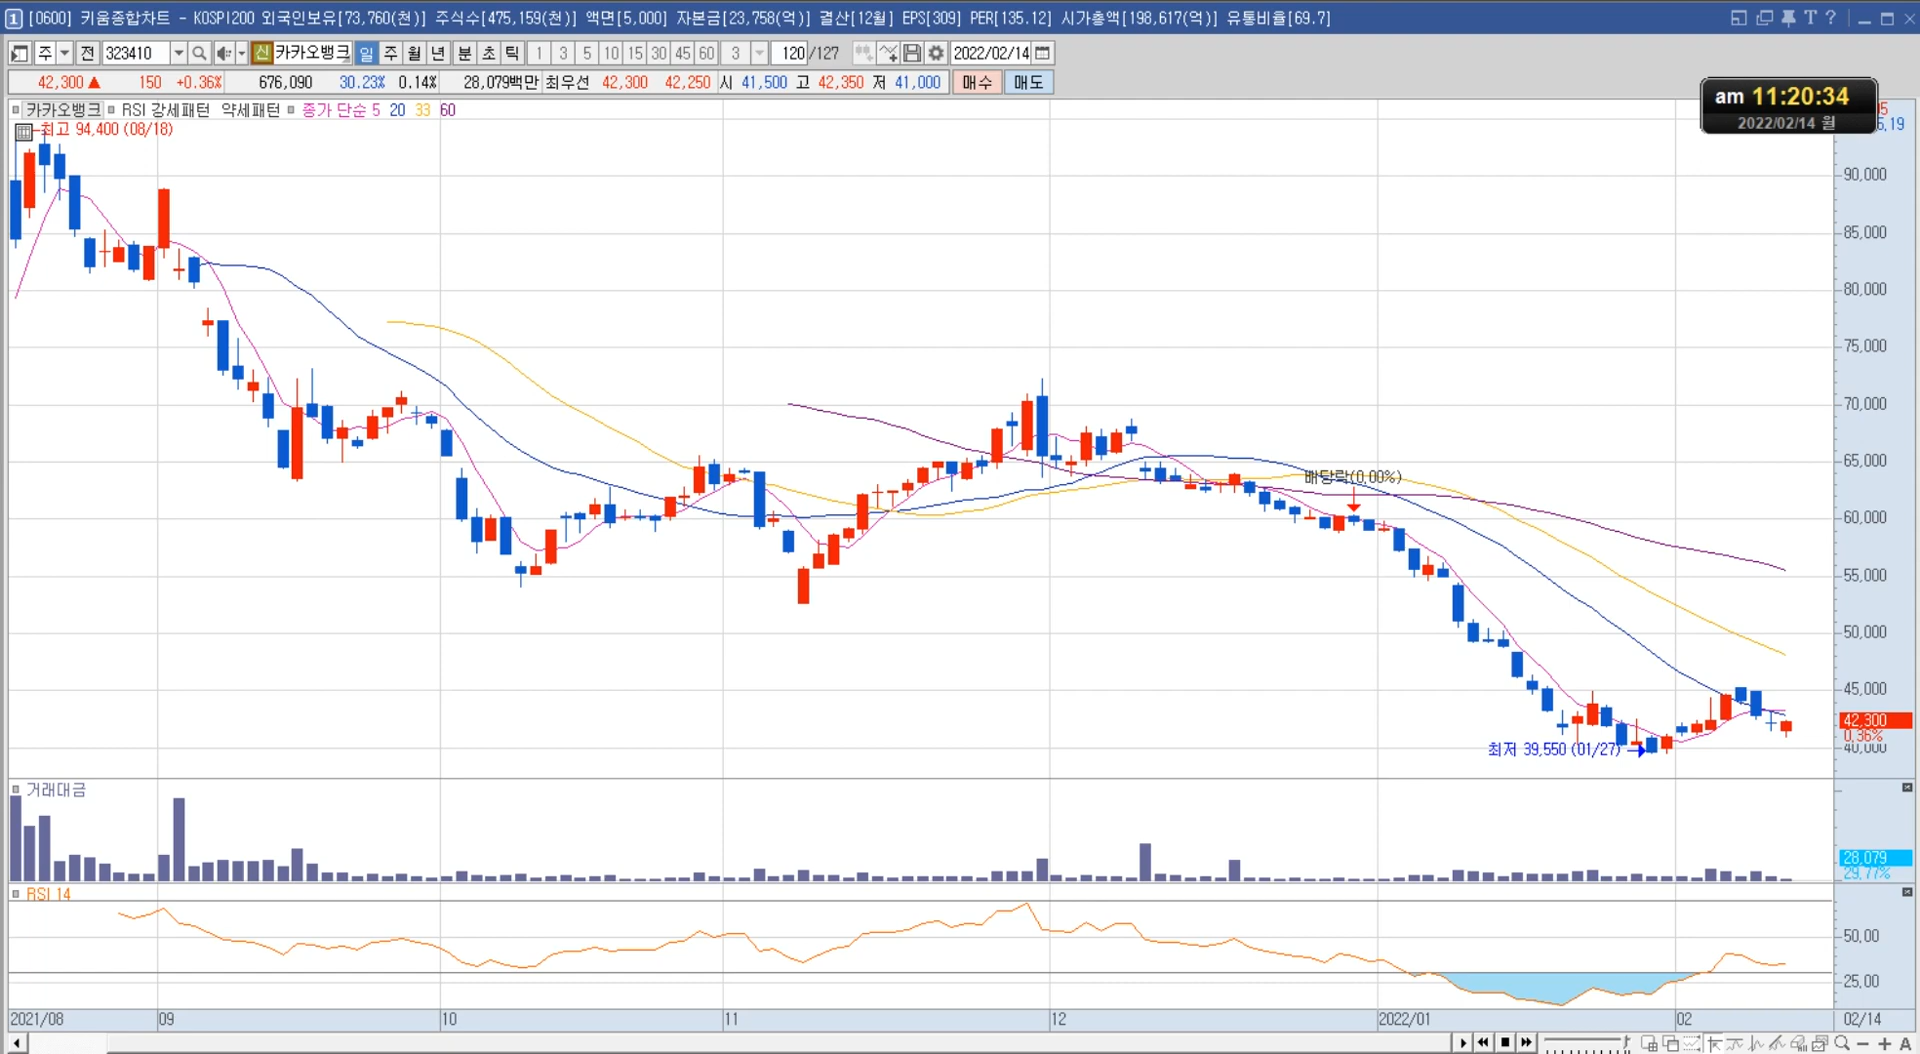 1 [0600] 키움종합차트 - KOSPI200 외국인보유[73,760(천)] 주식수[475,159(천)] 액면[5,000] 자본금[23,758(억)] 결산[12월] EPS[309] PER[135.12] 시가총액[198,617(억)] 유통비율[69.7]
주 전 323410 신 카카오뱅크 일 주 월 년 분 초 틱 1 3 5 10 15 30 45 60 3 120 /127 2022/02/14
42,300 ▲ 150 +0.36% 676,090 30.23% 0.14% 28,079백만 최우선 42,300 42,250 시 41,500 고 42,350 저 41,000 매수 매도
am 11:20:34
2022/02/14 월
카카오뱅크 RSI 강세패턴 약세패턴 종가 단순 5 20 33 60
최고 94,400 (08/18)
90,000
85,000
80,000
75,000
70,000
65,000
배당락(0.00%)
60,000
55,000
50,000
45,000
42,300
0.36%
40,000
최저 39,550 (01/27)
거래대금
28,079
29.77%
RSI 14
50,00
25,00
2021/08 09 10 11 12 2022/01 02 02/14